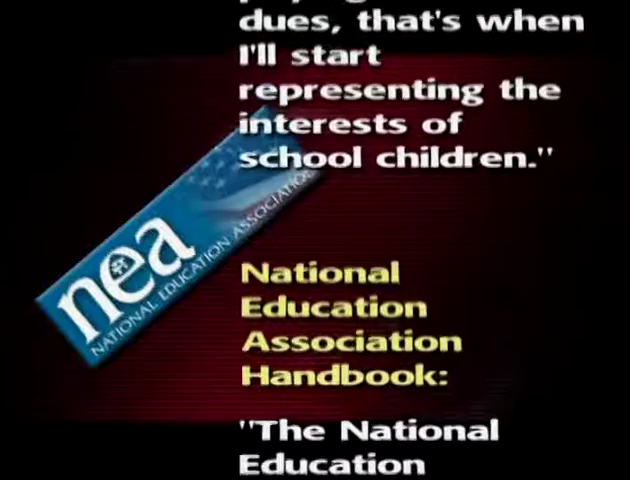 dues, that's when
I'll start
representing the
interests of
school children."
nea
NATIONAL EDUCATION ASSOCIATION
National
Education
Association
Handbook:
"The National
Education